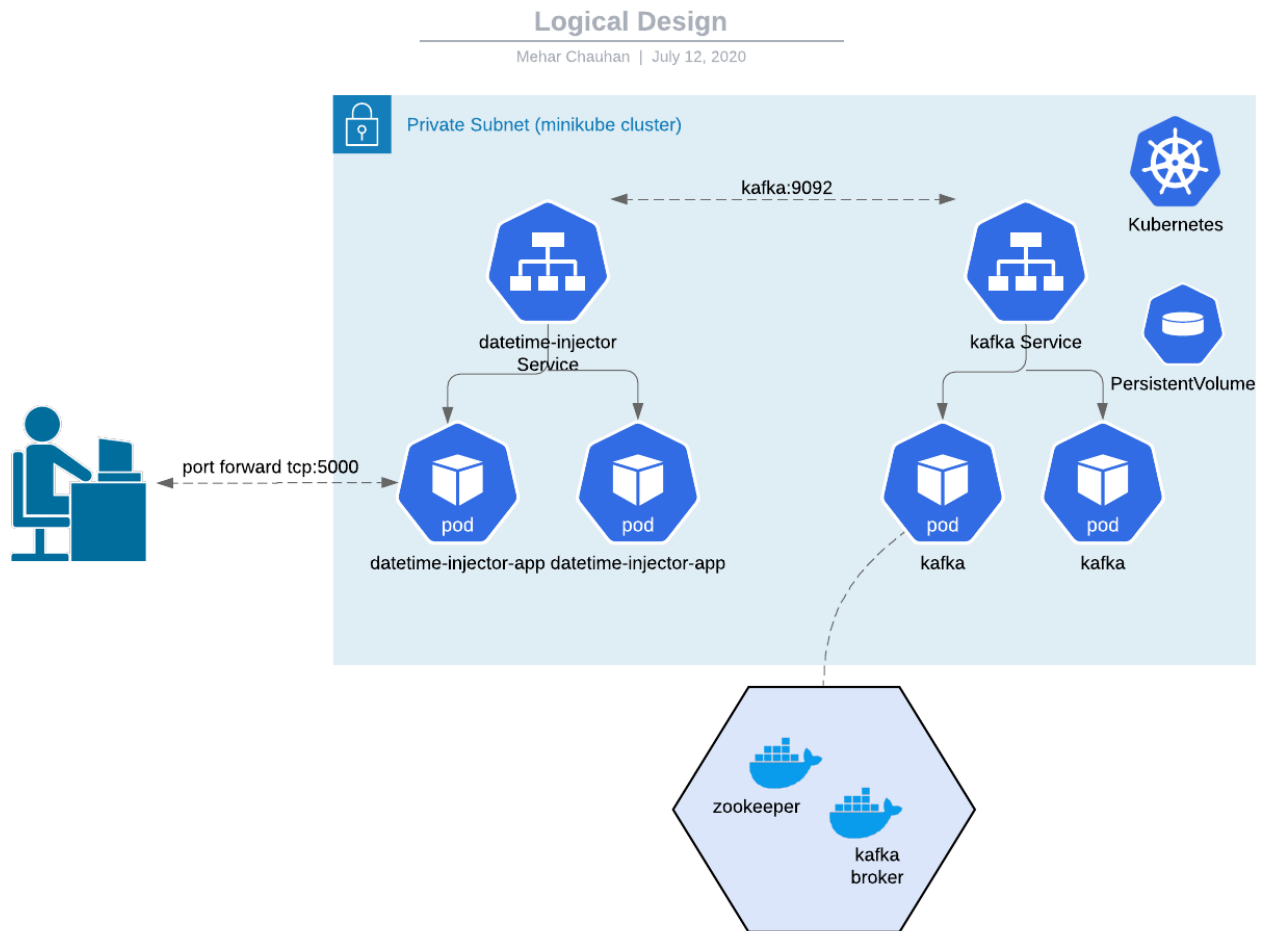 Logical Design
Mehar Chauhan | July 12, 2020
Private Subnet (minikube cluster)
kafka:9092
Kubernetes
datetime-injector
Service
kafka Service
PersistentVolume
port forward tcp:5000
pod
pod
pod
pod
datetime-injector-app
datetime-injector-app
kafka
kafka
zookeeper
kafka
broker